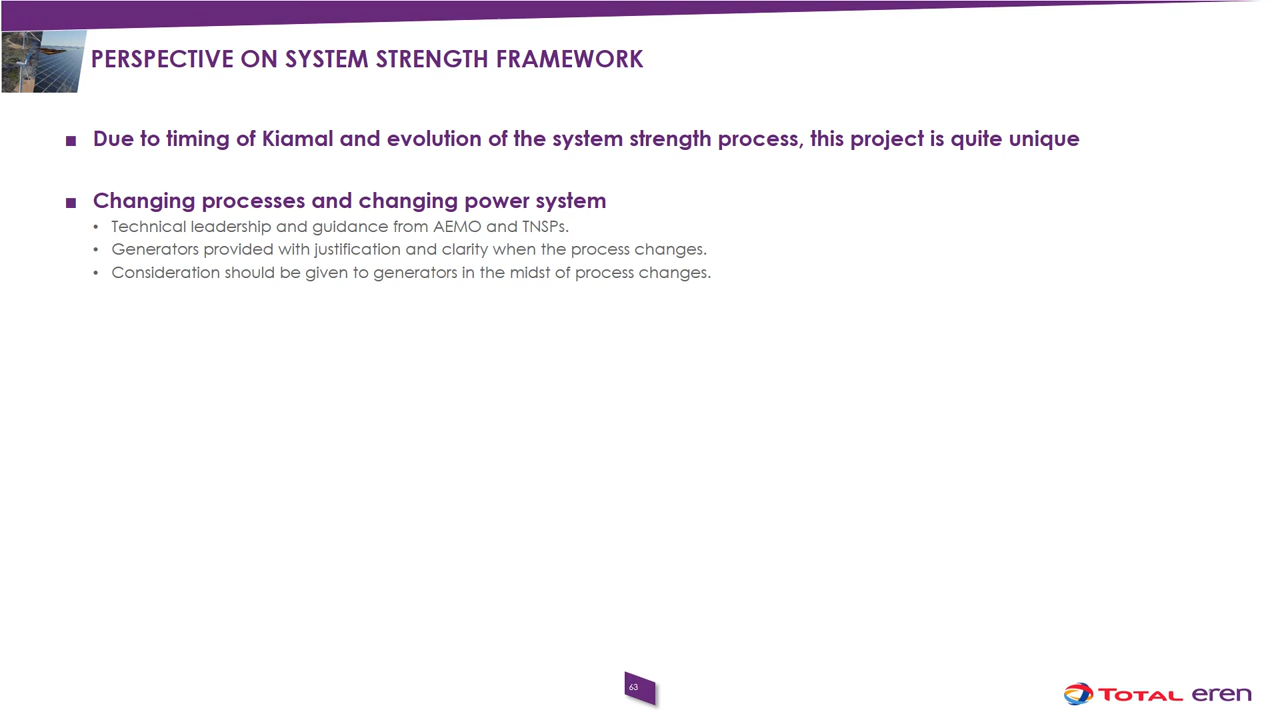 PERSPECTIVE ON SYSTEM STRENGTH FRAMEWORK
■ Due to timing of Kiamal and evolution of the system strength process, this project is quite unique
■ Changing processes and changing power system
• Technical leadership and guidance from AEMO and TNSPs.
• Generators provided with justification and clarity when the process changes.
• Consideration should be given to generators in the midst of process changes.
63
TOTAL eren